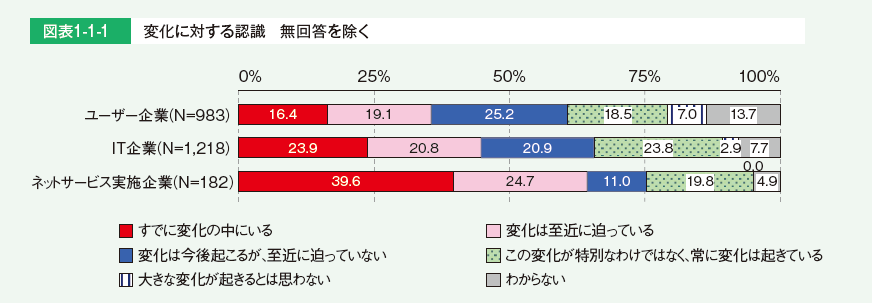 図表1-1-1 変化に対する認識 無回答を除く
0% 25% 50% 75% 100%
ユーザー企業(N=983) 16.4 19.1 25.2 18.5 7.0 13.7
IT企業(N=1,218) 23.9 20.8 20.9 23.8 2.9 7.7
0.0
ネットサービス実施企業(N=182) 39.6 24.7 11.0 19.8 4.9
すでに変化の中にいる 変化は至近に迫っている
変化は今後起こるが、至近に迫っていない この変化が特別なわけではなく、常に変化は起きている
大きな変化が起きるとは思わない わからない